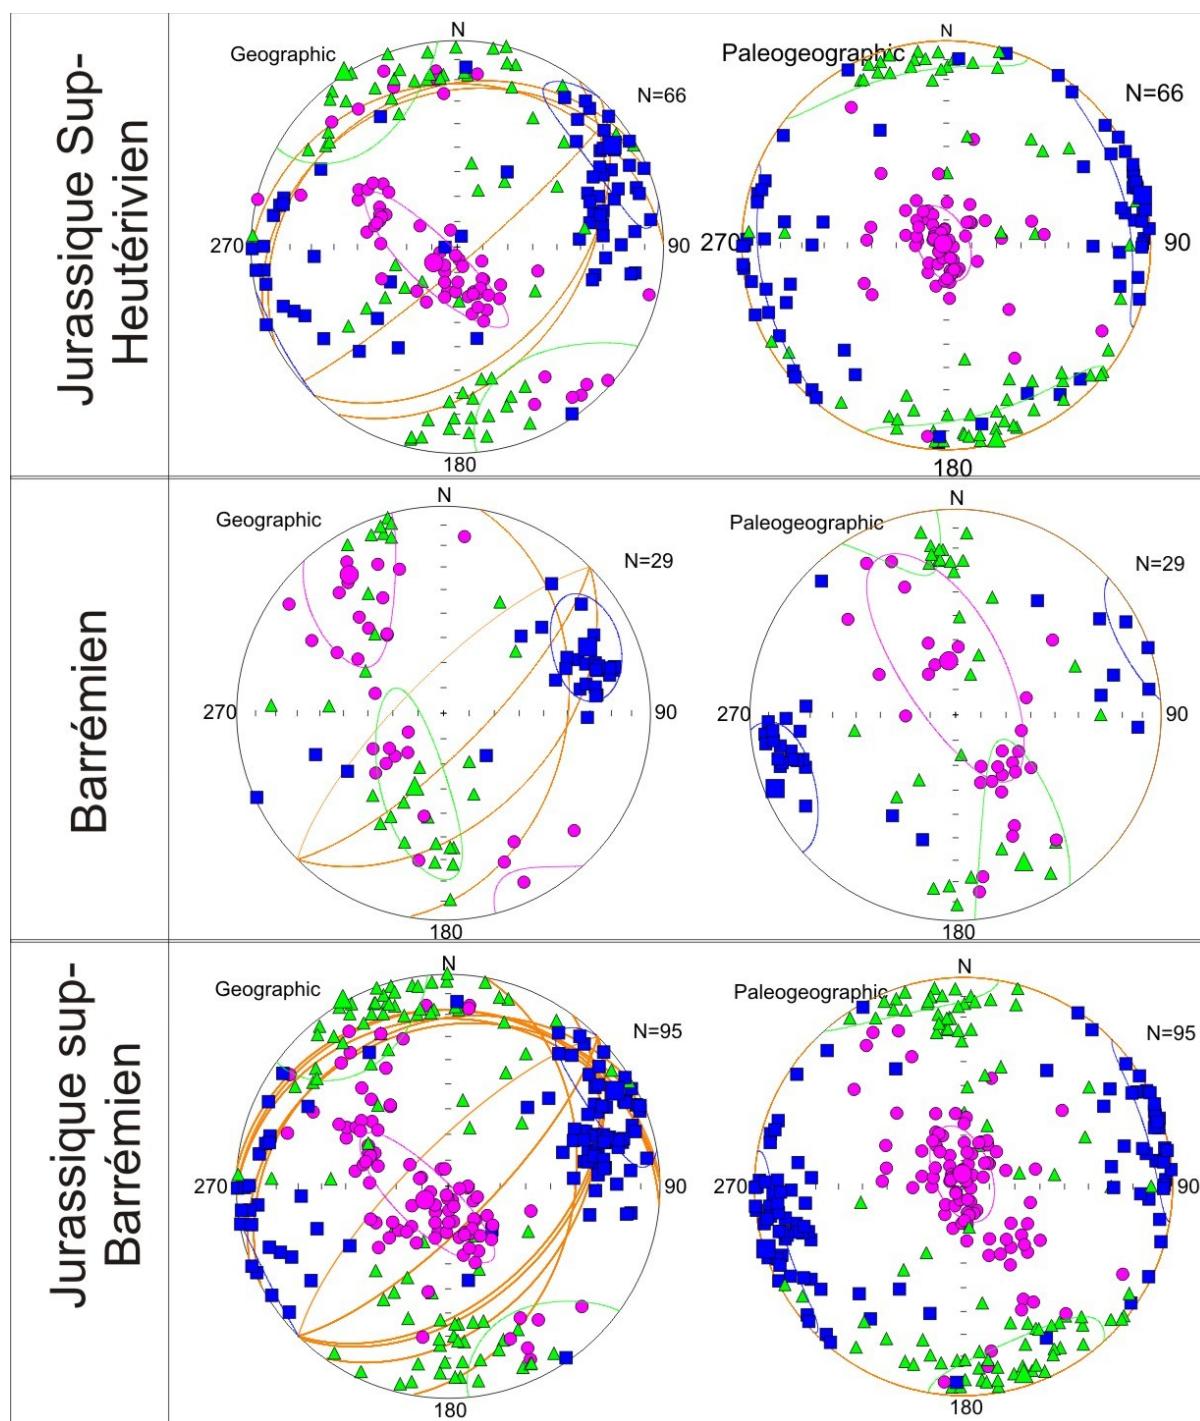 Jurassique Sup-
Heutérivien
Geographic
N
N=66
270
90
180
Paleogeographic
N
N=66
270
90
180
Barrémien
Geographic
N
N=29
270
90
180
Paleogeographic
N
N=29
270
90
180
Jurassique sup-
Barrémien
Geographic
N
N=95
270
90
180
Paleogeographic
N
N=95
270
90
180